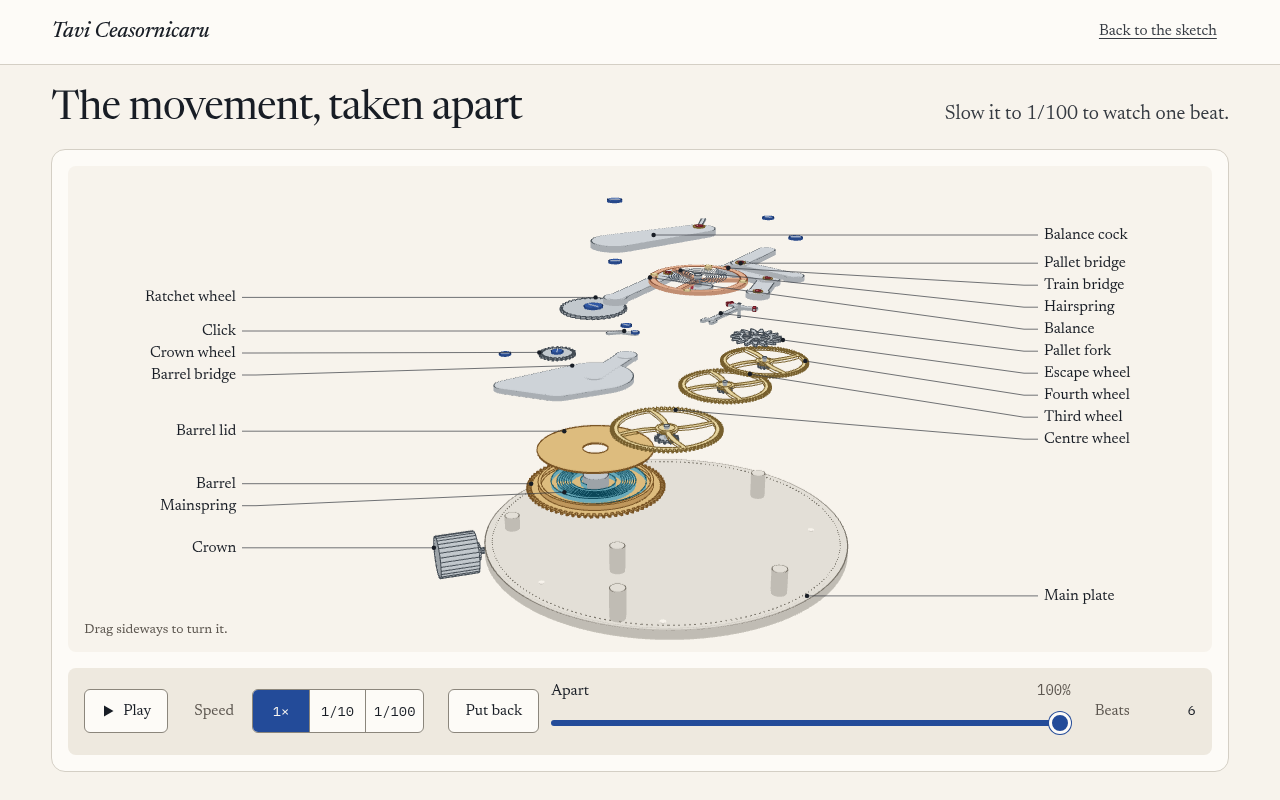 Tavi Ceasornicaru
Back to the sketch
The movement, taken apart
Slow it to 1/100 to watch one beat.
Ratchet wheel
Click
Crown wheel
Barrel bridge
Barrel lid
Barrel
Mainspring
Crown
Balance cock
Pallet bridge
Train bridge
Hairspring
Balance
Pallet fork
Escape wheel
Fourth wheel
Third wheel
Centre wheel
Main plate
Drag sideways to turn it.
Play
Speed
1×
1/10
1/100
Put back
Apart
100%
Beats
6